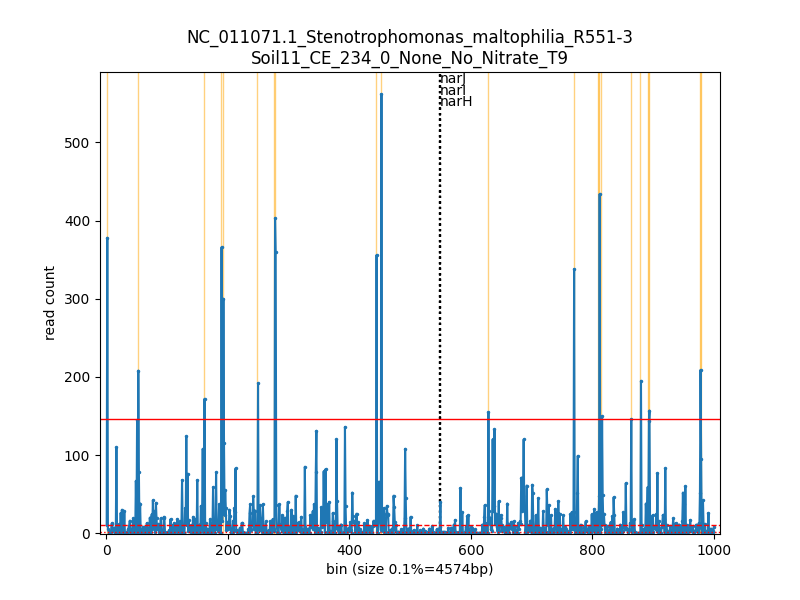 NC_011071.1_Stenotrophomonas_maltophilia_R551-3
Soil11_CE_234_0_None_No_Nitrate_T9
narJ
narI
narH
500
400
300
200
100
0
read count
0
200
400
600
800
1000
bin (size 0.1%=4574bp)